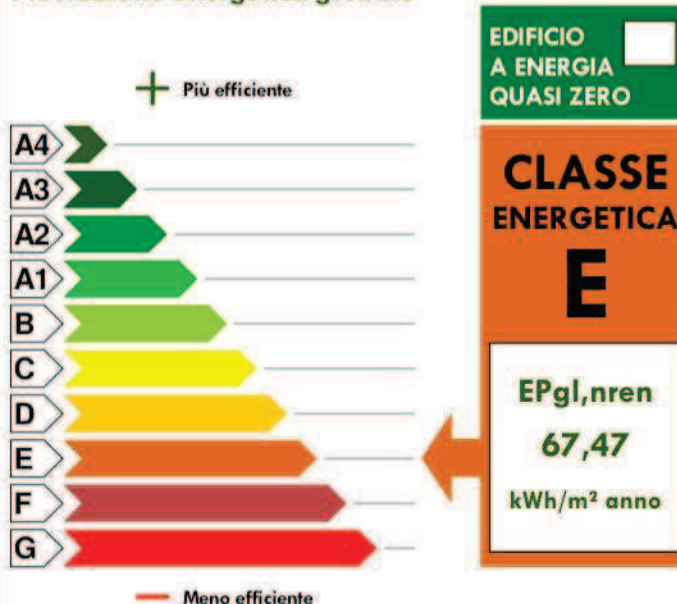 + Più efficiente
A4
A3
A2
A1
B
C
D
E
F
G
— Meno efficiente
EDIFICIO
A ENERGIA
QUASI ZERO
CLASSE
ENERGETICA
E
EPgl,nren
67,47
kWh/m² anno